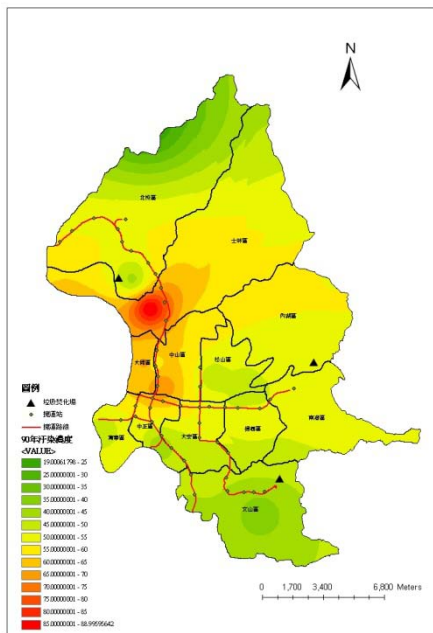 N
北投區
士林區
內湖區
大同區
中山區
松山區
南港區
萬華區
中正區
大安區
信義區
文山區
圖例
垃圾焚化場
捷運站
捷運路線
90年汙染濃度
<VALUE>
19.00061798 - 25
25.00000001 - 30
30.00000001 - 35
35.00000001 - 40
40.00000001 - 45
45.00000001 - 50
50.00000001 - 55
55.00000001 - 60
60.00000001 - 65
65.00000001 - 70
70.00000001 - 75
75.00000001 - 80
80.00000001 - 85
85.00000001 - 88.99595642
0 1,700 3,400 6,800 Meters